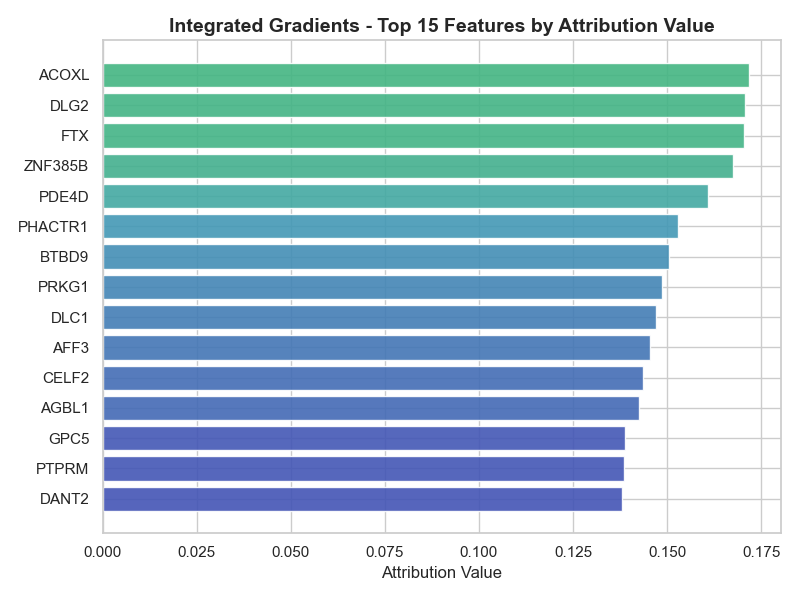 Integrated Gradients - Top 15 Features by Attribution Value
ACOXL
DLG2
FTX
ZNF385B
PDE4D
PHACTR1
BTBD9
PRKG1
DLC1
AFF3
CELF2
AGBL1
GPC5
PTPRM
DANT2
0.000 0.025 0.050 0.075 0.100 0.125 0.150 0.175
Attribution Value